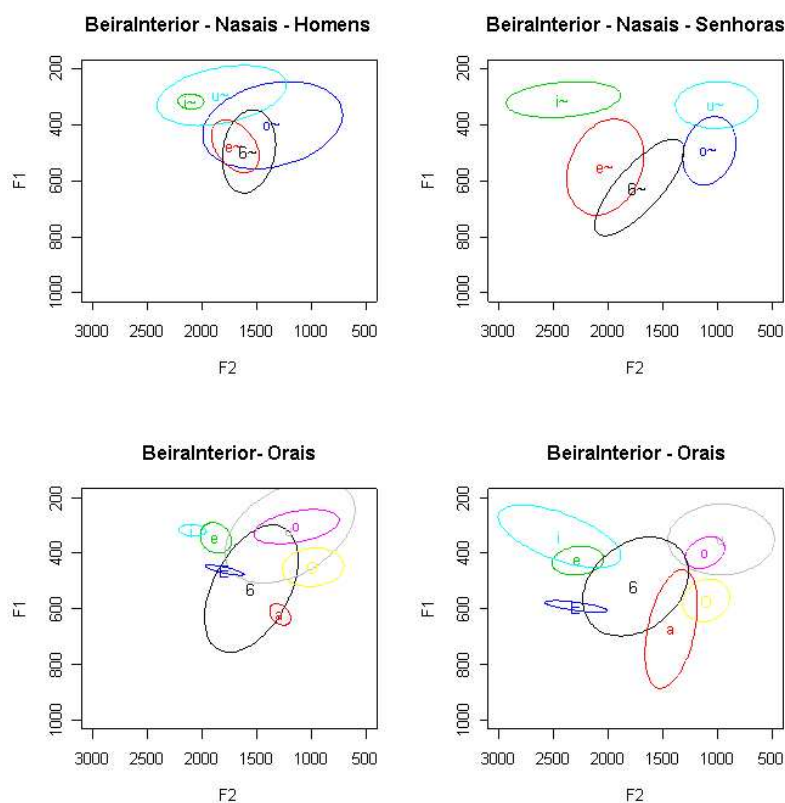 BeiraInterior - Nasais - Homens
200
400
600
800
1000
F1
i~
u~
o~
e~
6~
3000 2500 2000 1500 1000 500
F2
BeiraInterior - Nasais - Senhoras
200
400
600
800
1000
F1
i~
u~
o~
e~
6~
3000 2500 2000 1500 1000 500
F2
BeiraInterior- Orais
200
400
600
800
1000
F1
i
e
o
E
O
6
a
3000 2500 2000 1500 1000 500
F2
BeiraInterior - Orais
200
400
600
800
1000
F1
i
e
o
6
E
O
a
3000 2500 2000 1500 1000 500
F2